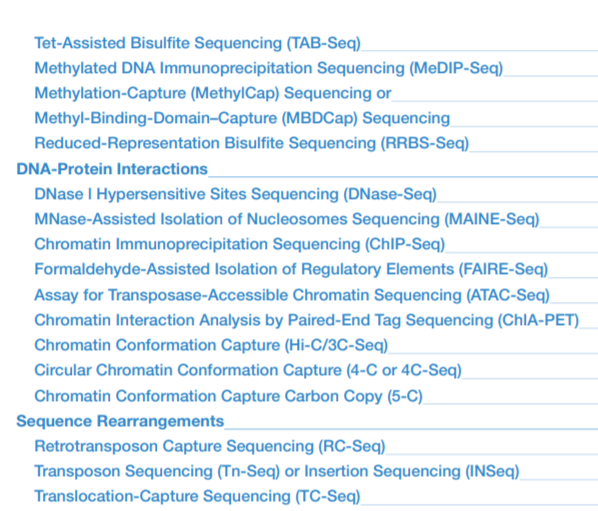 Tet-Assisted Bisulfite Sequencing (TAB-Seq)
Methylated DNA Immunoprecipitation Sequencing (MeDIP-Seq)
Methylation-Capture (MethylCap) Sequencing or
Methyl-Binding-Domain–Capture (MBDCap) Sequencing
Reduced-Representation Bisulfite Sequencing (RRBS-Seq)
DNA-Protein Interactions
DNase l Hypersensitive Sites Sequencing (DNase-Seq)
MNase-Assisted Isolation of Nucleosomes Sequencing (MAINE-Seq)
Chromatin Immunoprecipitation Sequencing (ChIP-Seq)
Formaldehyde-Assisted Isolation of Regulatory Elements (FAIRE-Seq)
Assay for Transposase-Accessible Chromatin Sequencing (ATAC-Seq)
Chromatin Interaction Analysis by Paired-End Tag Sequencing (ChIA-PET)
Chromatin Conformation Capture (Hi-C/3C-Seq)
Circular Chromatin Conformation Capture (4-C or 4C-Seq)
Chromatin Conformation Capture Carbon Copy (5-C)
Sequence Rearrangements
Retrotransposon Capture Sequencing (RC-Seq)
Transposon Sequencing (Tn-Seq) or Insertion Sequencing (INSeq)
Translocation-Capture Sequencing (TC-Seq)